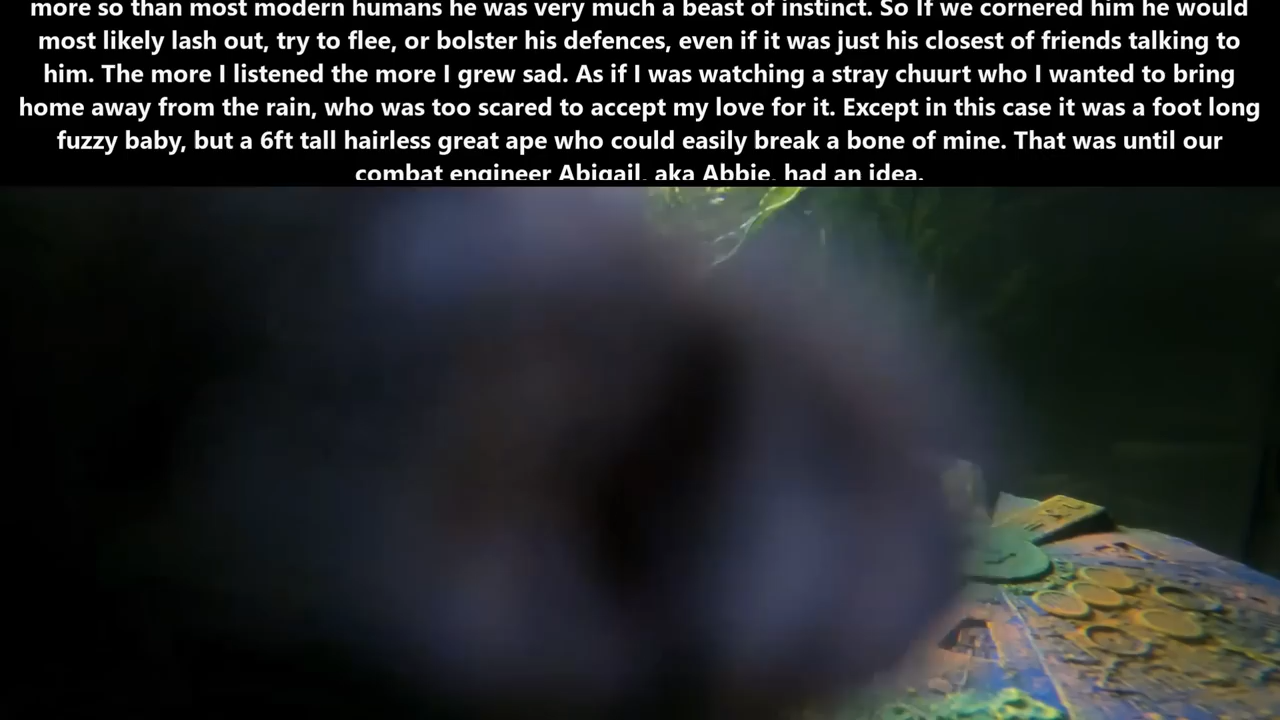 more so than most modern humans he was very much a beast of instinct. So If we cornered him he would
most likely lash out, try to flee, or bolster his defences, even if it was just his closest of friends talking to
him. The more I listened the more I grew sad. As if I was watching a stray chuurt who I wanted to bring
home away from the rain, who was too scared to accept my love for it. Except in this case it was a foot long
fuzzy baby, but a 6ft tall hairless great ape who could easily break a bone of mine. That was until our
combat engineer Abigail, aka Abbie, had an idea.